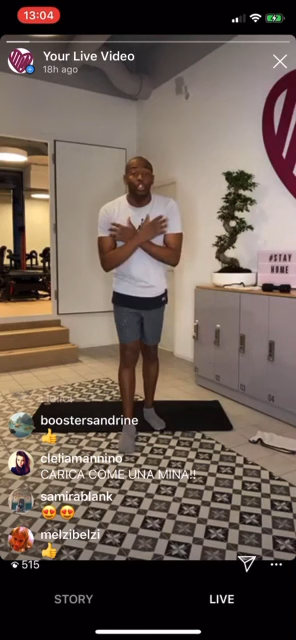 13:04
Your Live Video
18h ago
#STAY
HOME
boostersandrine
👍
cleliamannino
CARICA COME UNA MINA!!
samirablank
😍😍
melzibelzi
👍
515
STORY
LIVE